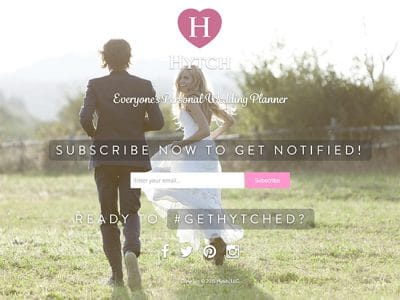 H
HYTCH
Everyone's Personal Wedding Planner
SUBSCRIBE NOW TO GET NOTIFIED!
Enter your email...
Subscribe
READY TO #GETHYTCHED?
© 2015 Hytch, LLC.